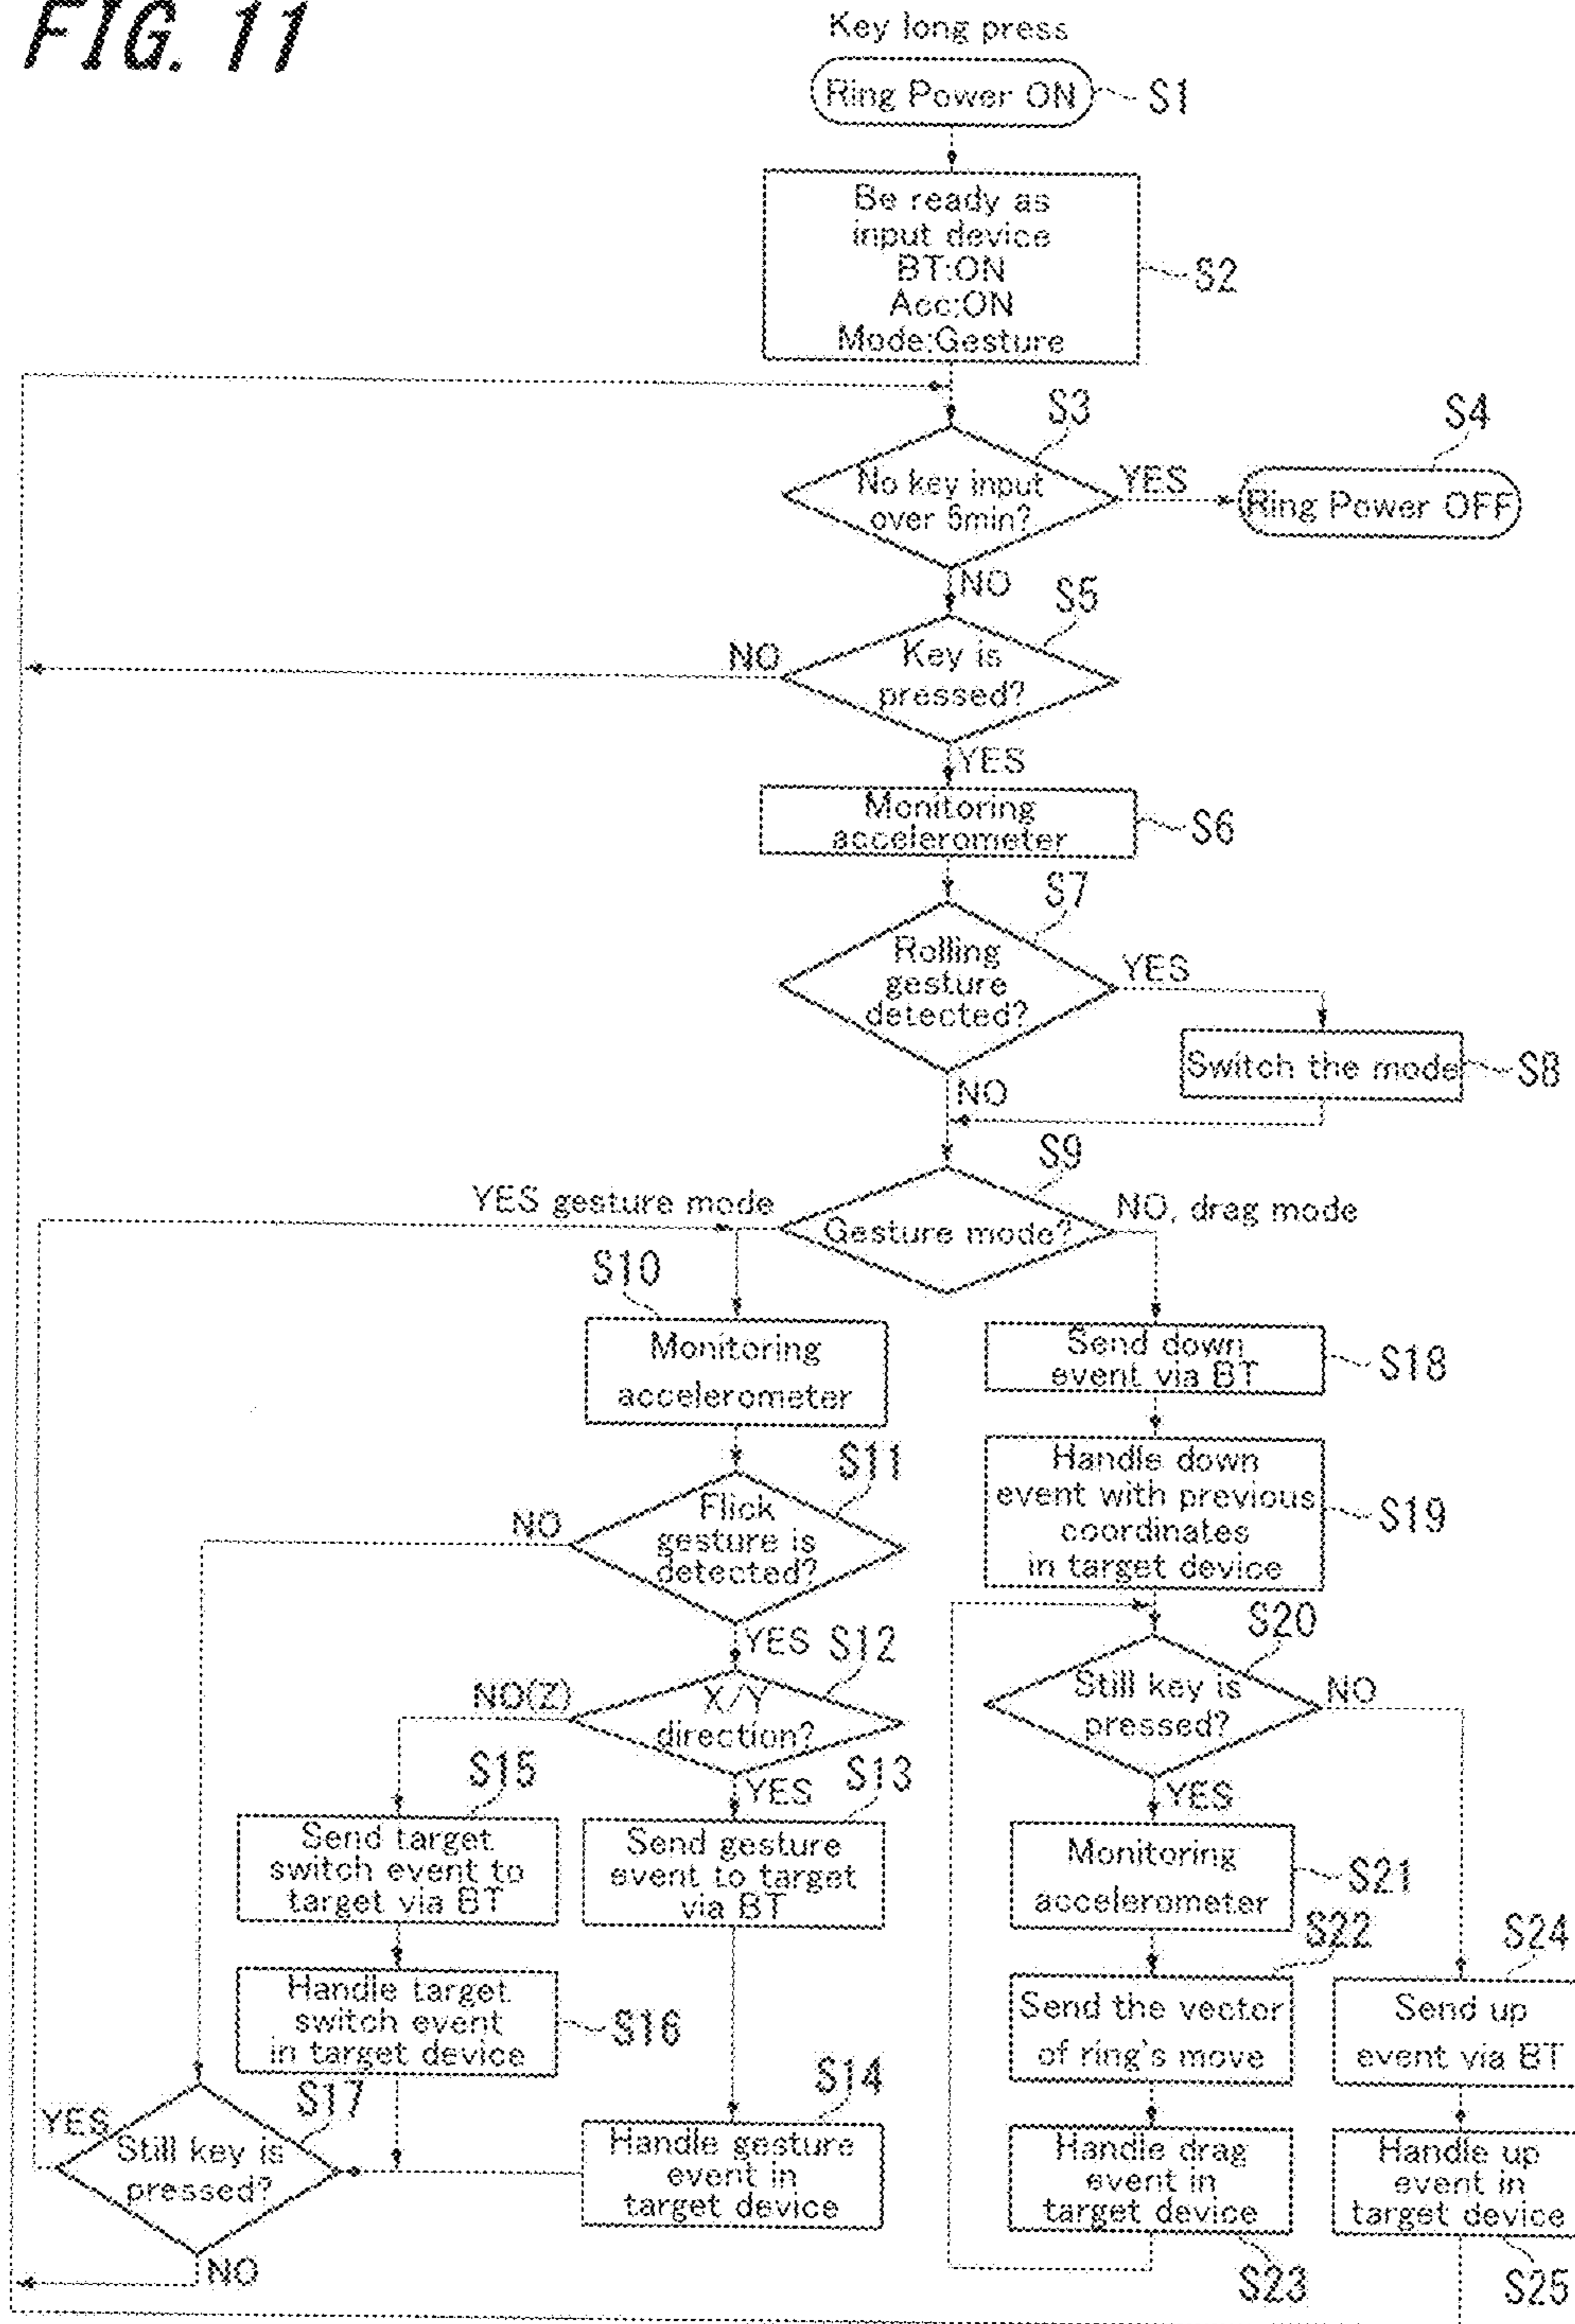 FIG. 11
Key long press
Ring Power ON
S1
Be ready as
input device
BT:ON
Acc:ON
Mode:Gesture
S2
S3
No key input
over 5min?
YES
S4
Ring Power OFF
NO
S5
Key is
pressed?
NO
YES
Monitoring
accelerometer
S6
S7
Rolling
gesture
detected?
YES
Switch the mode
S8
NO
S9
YES gesture mode
Gesture mode?
NO, drag mode
S10
Monitoring
accelerometer
S11
Flick
gesture is
detected?
NO
YES
S12
X/Y
direction?
NO(Z)
YES
S13
Send gesture
event to target
via BT
S15
Send target
switch event to
target via BT
Handle target
switch event
in target device
S16
S14
Handle gesture
event in
target device
S17
YES
Still key is
pressed?
NO
Send down
event via BT
S18
Handle down
event with previous
coordinates
in target device
S19
S20
Still key is
pressed?
NO
YES
Monitoring
accelerometer
S21
S22
Send the vector
of ring's move
Handle drag
event in
target device
S23
S24
Send up
event via BT
Handle up
event in
target device
S25